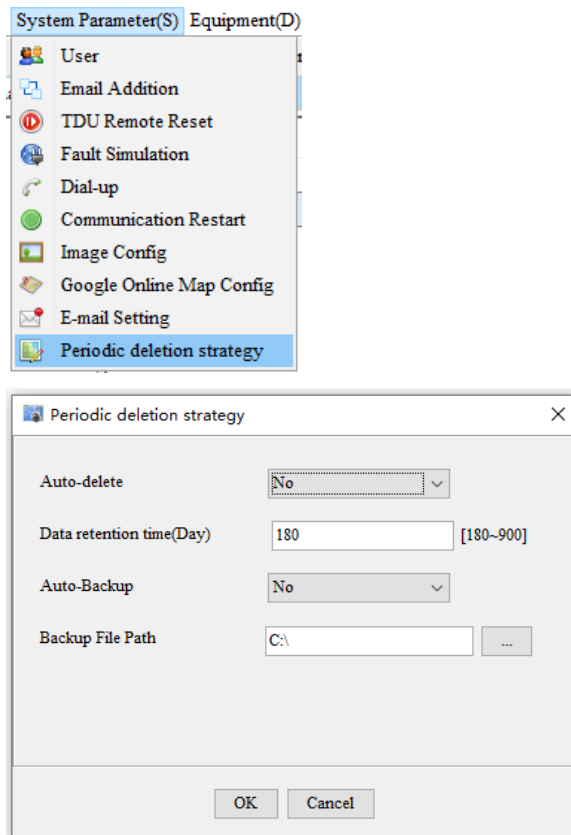 System Parameter(S) Equipment(D)
User
Email Addition
TDU Remote Reset
Fault Simulation
Dial-up
Communication Restart
Image Config
Google Online Map Config
E-mail Setting
Periodic deletion strategy
Periodic deletion strategy
Auto-delete No
Data retention time(Day) 180 [180~900]
Auto-Backup No
Backup File Path C:\ ...
OK Cancel